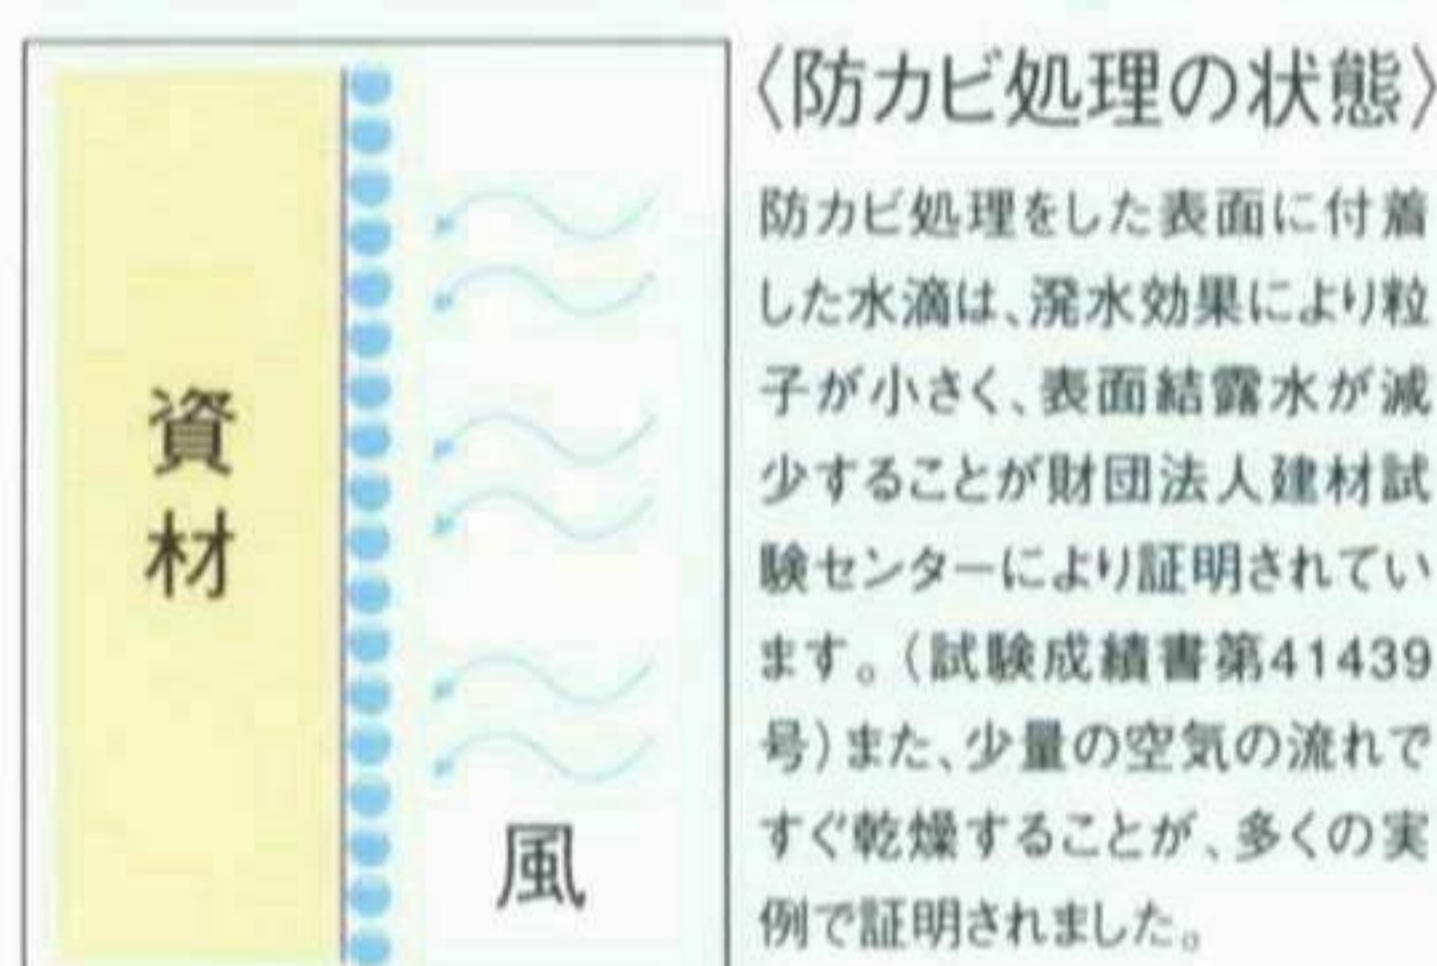 資
材
風
〈防カビ処理の状態〉
防カビ処理をした表面に付着
した水滴は、溌水効果により粒
子が小さく、表面結露水が減
少することが財団法人建材試
験センターにより証明されてい
ます。（試験成績書第41439
号）また、少量の空気の流れで
すぐ乾燥することが、多くの実
例で証明されました。